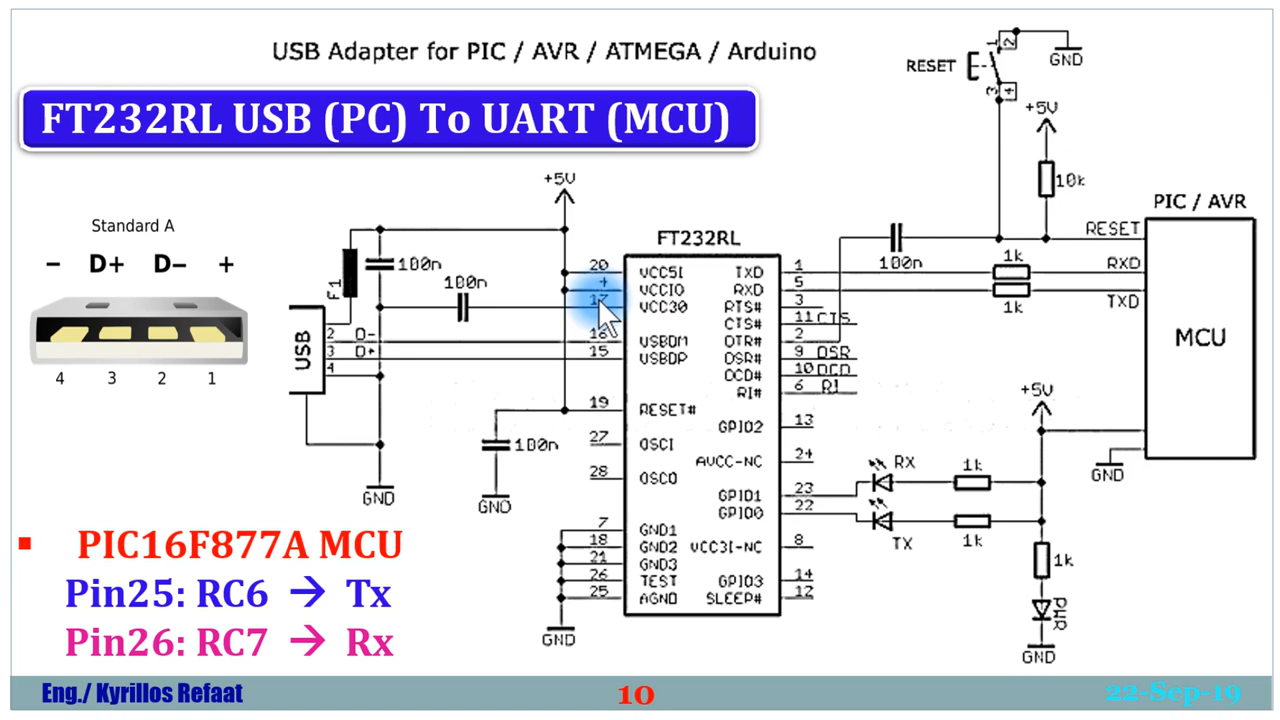 USB Adapter for PIC / AVR / ATMEGA / Arduino
FT232RL USB (PC) To UART (MCU)
Standard A
− D+ D− +
4 3 2 1
RESET
1 2
3 4
GND
+5V
10k
PIC / AVR
RESET
RXD
TXD
MCU
1k
1k
100n
+5V
F1
100n
100n
USB
2 D-
3 D+
4
GND
100n
GND
FT232RL
20 VCC5I TXD 1
4 VCCIO RXD 5
17 VCC30 RTS# 3
CTS# 11 CTS
16 USBDM DTR# 2
15 USBDP DSR# 9 DSR
DCD# 10 DCD
RI# 6 RI
19 RESET#
GPIO2 13
27 OSCI
AVCC-NC 24
28 OSCO
GPIO1 23
GPIO0 22
7 GND1
18 GND2 VCC3I-NC 8
21 GND3
26 TEST GPIO3 14
25 AGND SLEEP# 12
GND
RX 1k
TX 1k
+5V
GND
1k
PWR
GND
▪ PIC16F877A MCU
Pin25: RC6 → Tx
Pin26: RC7 → Rx
Eng./ Kyrillos Refaat
10
22-Sep-19